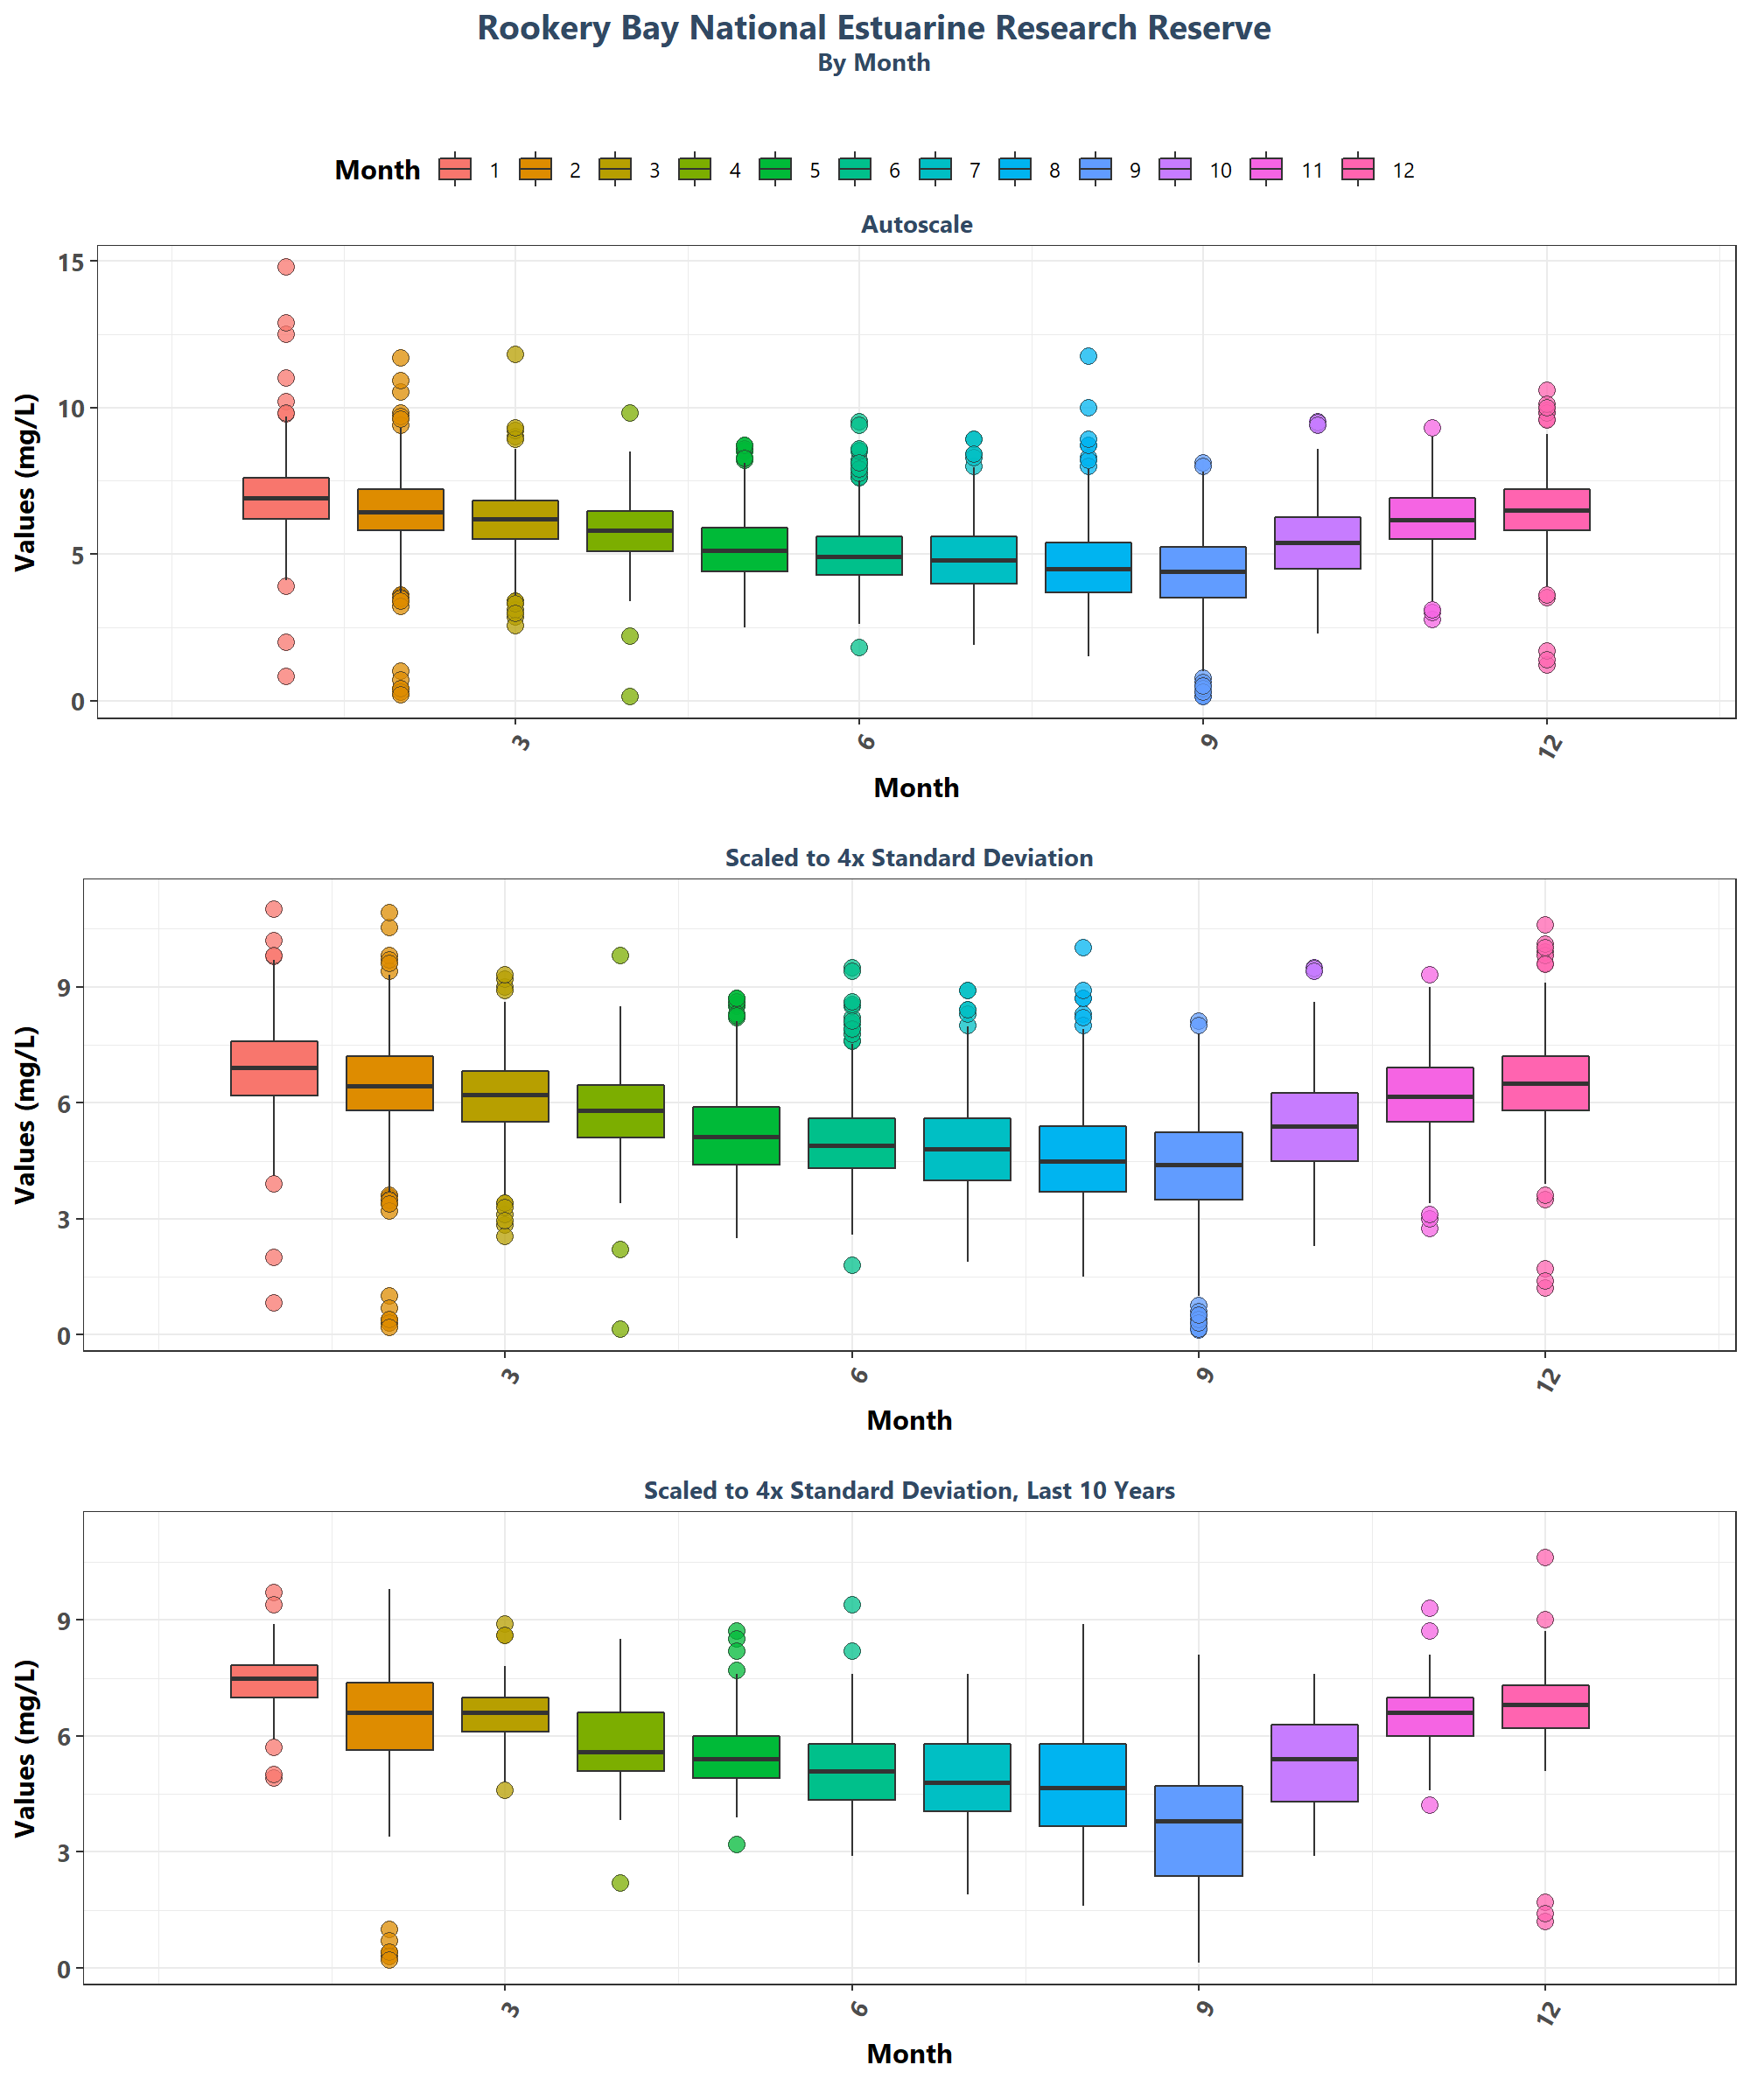 Rookery Bay National Estuarine Research Reserve
By Month
Month 1 2 3 4 5 6 7 8 9 10 11 12
Autoscale
Values (mg/L)
15
10
5
0
3 6 9 12
Month
Scaled to 4x Standard Deviation
Values (mg/L)
9
6
3
0
3 6 9 12
Month
Scaled to 4x Standard Deviation, Last 10 Years
Values (mg/L)
9
6
3
0
3 6 9 12
Month